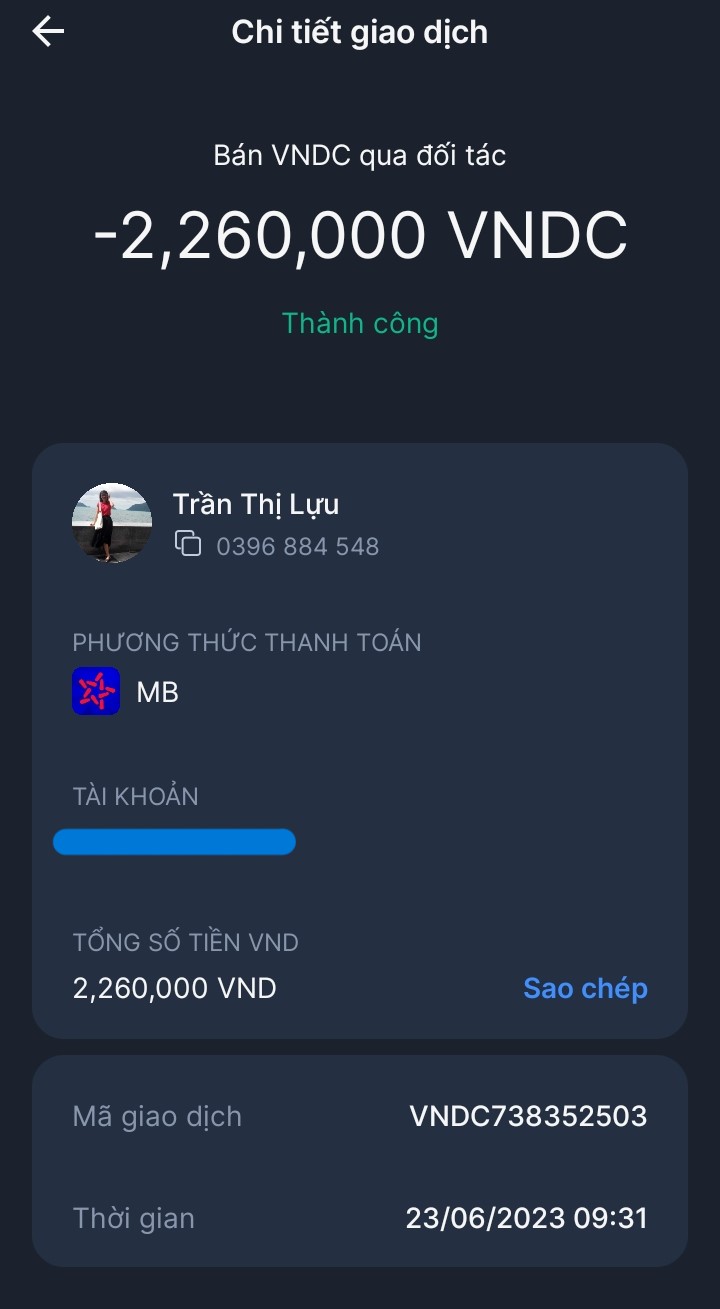 Chi tiết giao dịch
Bán VNDC qua đối tác
-2,260,000 VNDC
Thành công
Trần Thị Lựu
0396 884 548
PHƯƠNG THỨC THANH TOÁN
MB
TÀI KHOẢN
TỔNG SỐ TIỀN VND
2,260,000 VND Sao chép
Mã giao dịch VNDC738352503
Thời gian 23/06/2023 09:31